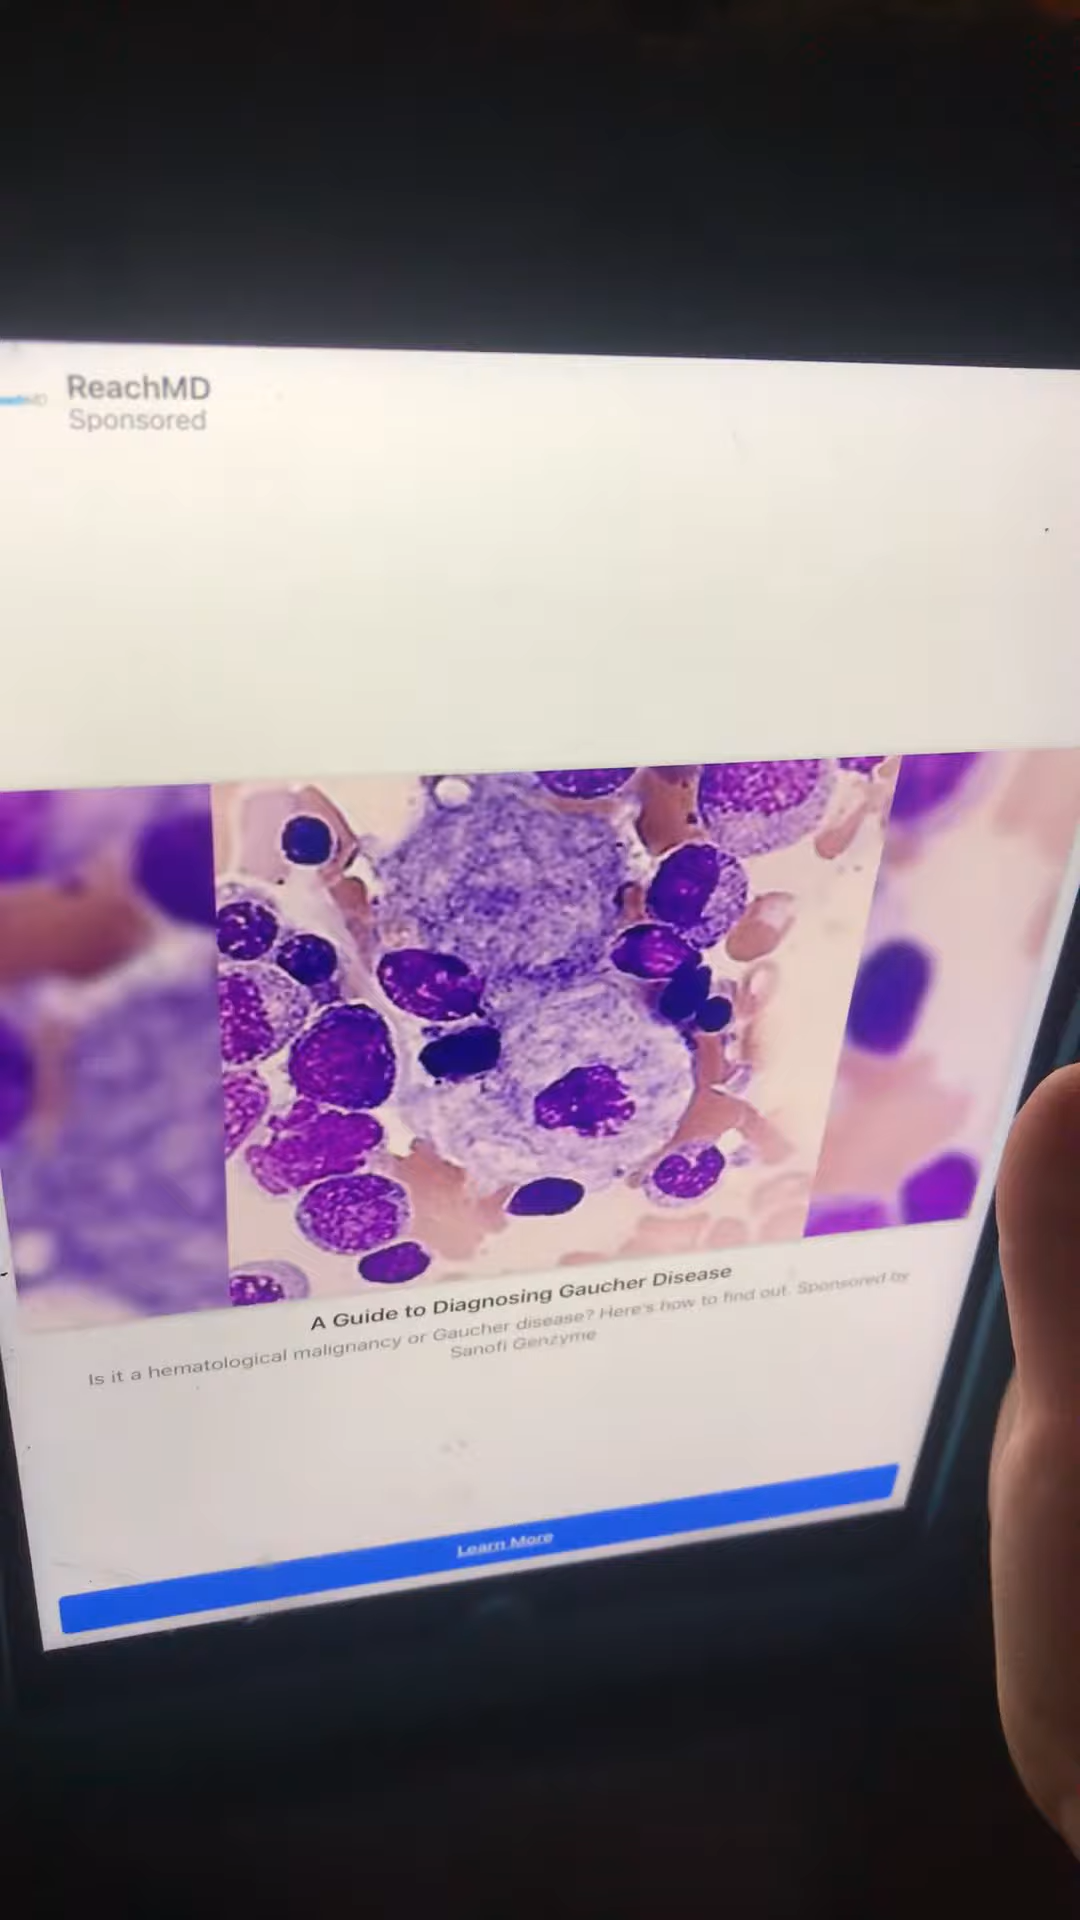 ReachMD
Sponsored
A Guide to Diagnosing Gaucher Disease
Is it a hematological malignancy or Gaucher disease? Here's how to find out. Sponsored by
Sanofi Genzyme
Learn More